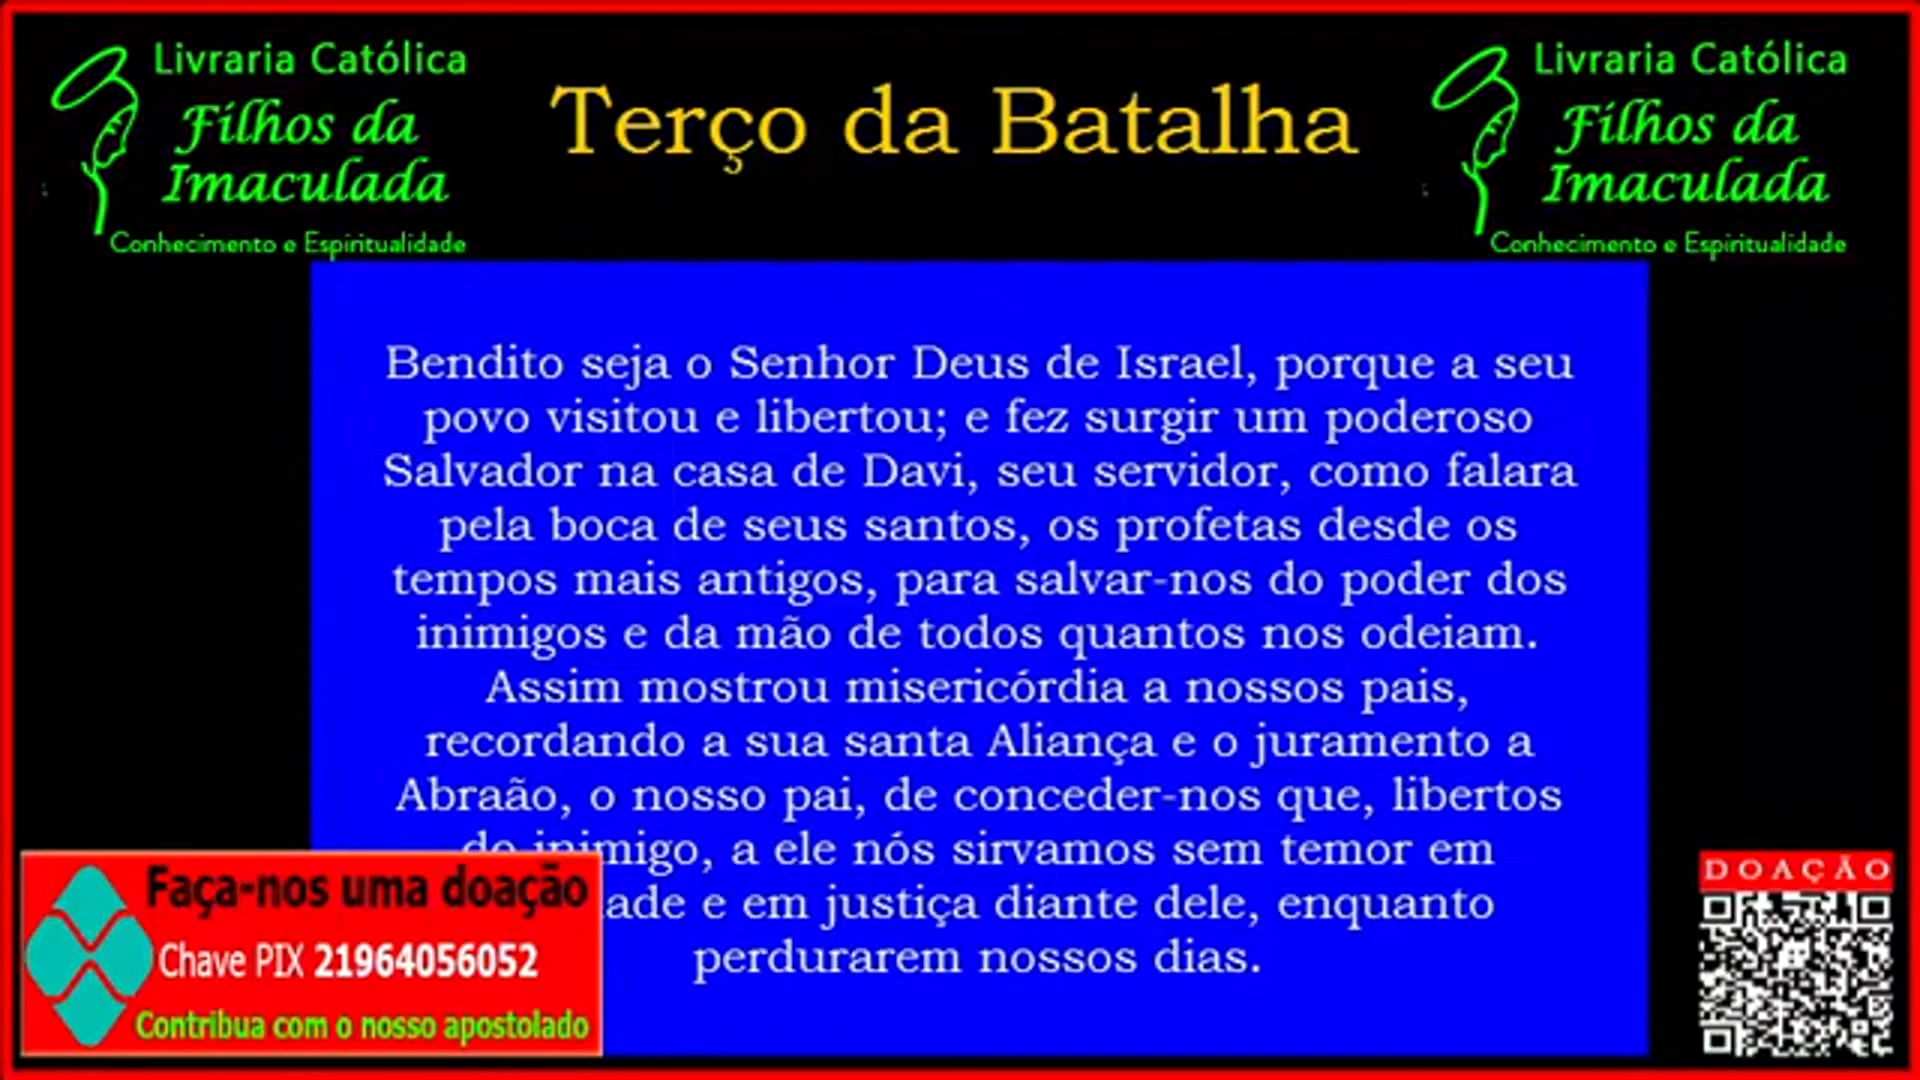 Livraria Católica
Filhos da
Imaculada
Conhecimento e Espiritualidade
Terço da Batalha
Livraria Católica
Filhos da
Imaculada
Conhecimento e Espiritualidade
Bendito seja o Senhor Deus de Israel, porque a seu
povo visitou e libertou; e fez surgir um poderoso
Salvador na casa de Davi, seu servidor, como falara
pela boca de seus santos, os profetas desde os
tempos mais antigos, para salvar-nos do poder dos
inimigos e da mão de todos quantos nos odeiam.
Assim mostrou misericórdia a nossos pais,
recordando a sua santa Aliança e o juramento a
Abraão, o nosso pai, de conceder-nos que, libertos
do inimigo, a ele nós sirvamos sem temor em
e em justiça diante dele, enquanto
perdurarem nossos dias.
Faça-nos uma doação
Chave PIX 21964056052
Contribua com o nosso apostolado
DOAÇÃO